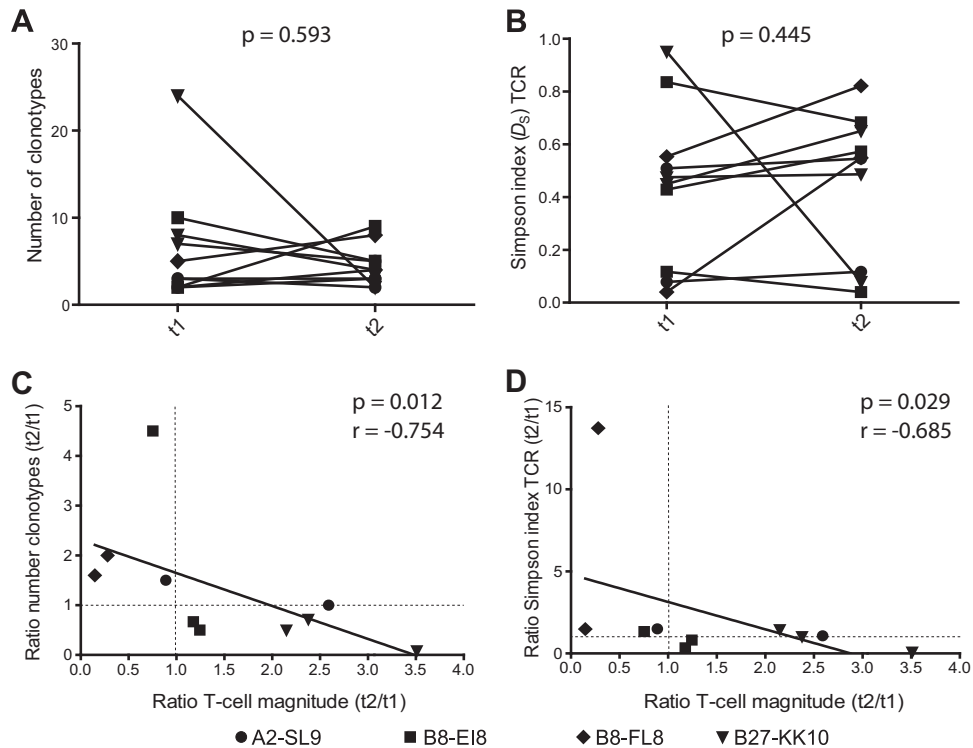 A
p = 0.593
Number of clonotypes
30
20
10
0
t1
t2
B
p = 0.445
Simpson index (DS) TCR
1.0
0.8
0.6
0.4
0.2
0.0
t1
t2
C
p = 0.012
r = -0.754
Ratio number clonotypes (t2/t1)
5
4
3
2
1
0
0.0 0.5 1.0 1.5 2.0 2.5 3.0 3.5 4.0
Ratio T-cell magnitude (t2/t1)
D
p = 0.029
r = -0.685
Ratio Simpson index TCR (t2/t1)
15
10
5
0
0.0 0.5 1.0 1.5 2.0 2.5 3.0 3.5 4.0
Ratio T-cell magnitude (t2/t1)
A2-SL9 B8-EI8 B8-FL8 B27-KK10